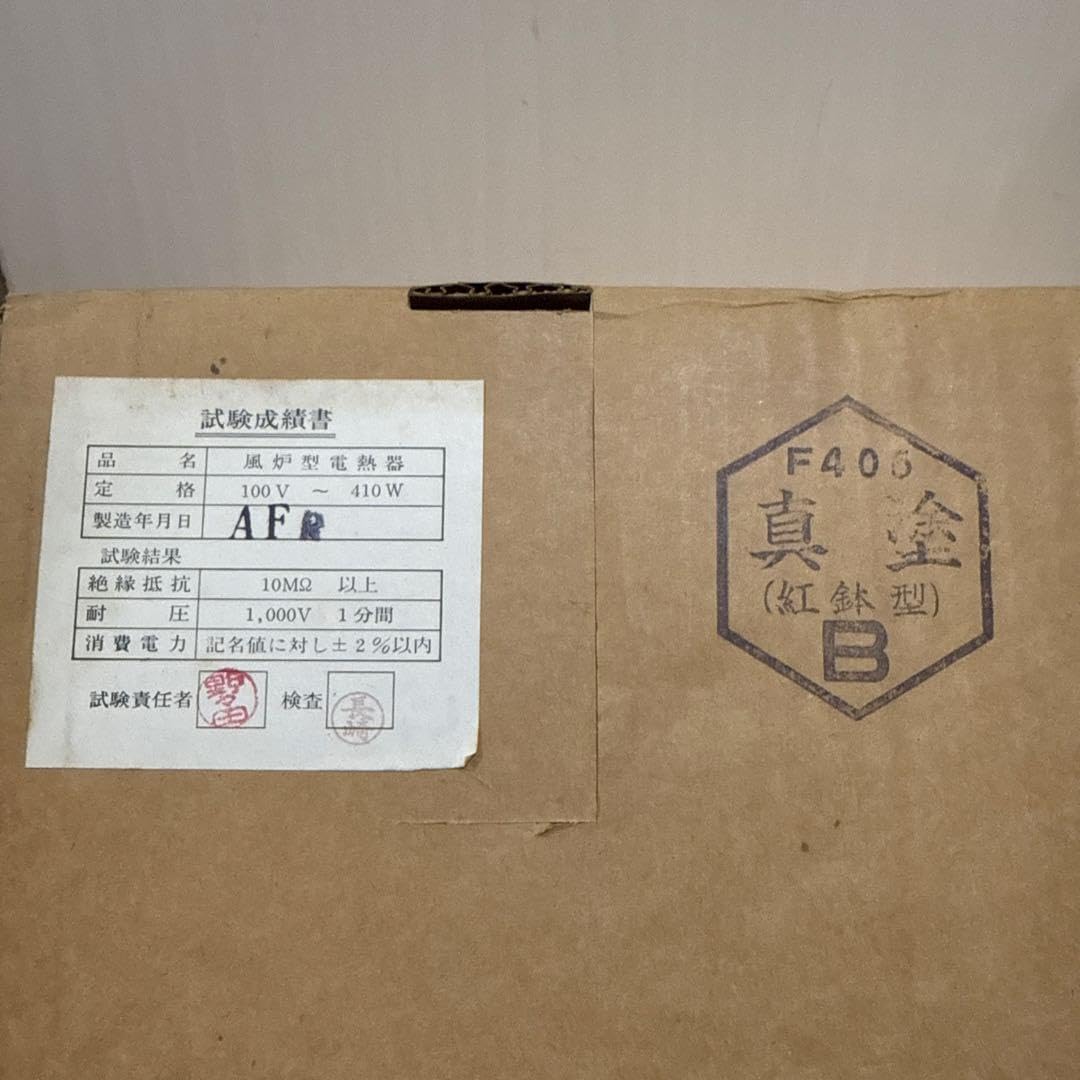 試験成績書
品名 風炉型電熱器
定格 100V ～ 410W
製造年月日 AF
試験結果
絶縁抵抗 10MΩ 以上
耐圧 1,000V 1分間
消費電力 記名値に対し±2%以内
試験責任者 検査
長崎
F406
真塗
(紅鉢型)
B